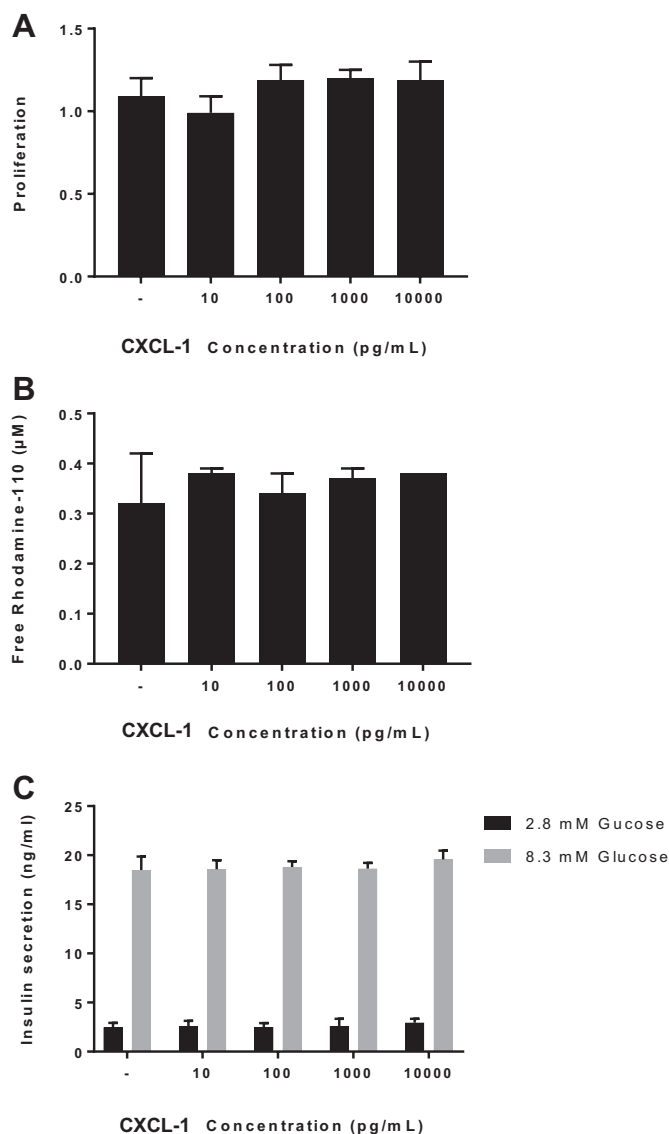 A
1.5
1.0
0.5
0.0
Proliferation
- 10 100 1000 10000
CXCL-1 Concentration (pg/mL)
B
0.5
0.4
0.3
0.2
0.1
0.0
Free Rhodamine-110 (µM)
- 10 100 1000 10000
CXCL-1 Concentration (pg/mL)
C
25
20
15
10
5
0
Insulin secretion (ng/ml)
- 10 100 1000 10000
CXCL-1 Concentration (pg/mL)
2.8 mM Gucose
8.3 mM Glucose